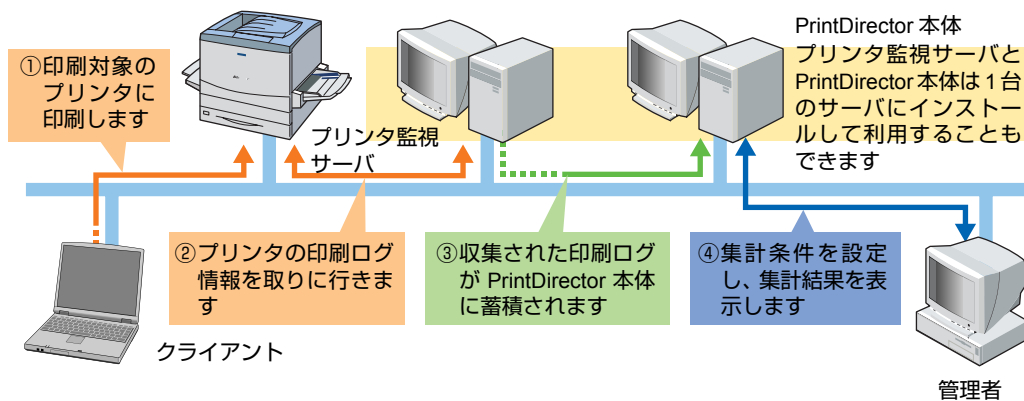 ①印刷対象の
プリンタに
印刷します
プリンタ監視
サーバ
PrintDirector 本体
プリンタ監視サーバと
PrintDirector 本体は 1 台
のサーバにインストー
ルして利用することも
できます
②プリンタの印刷ログ
情報を取りに行きま
す
③収集された印刷ログ
が PrintDirector 本体
に蓄積されます
④集計条件を設定
し、集計結果を表
示します
クライアント
管理者